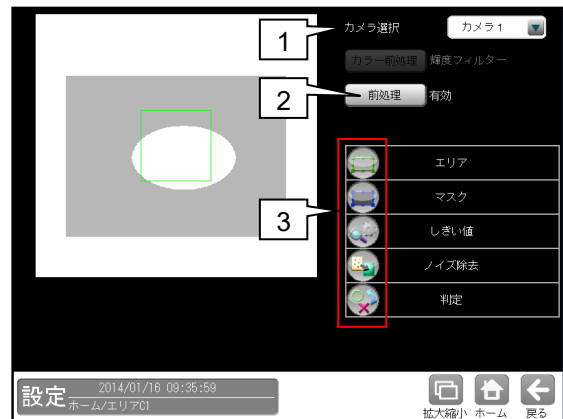 1
カメラ選択
カメラ1
カラー前処理
輝度フィルター
2
前処理
有効
3
エリア
マスク
しきい値
ノイズ除去
判定
設定
2014/01/16 09:35:59
ホーム/エリアC1
拡大縮小
ホーム
戻る